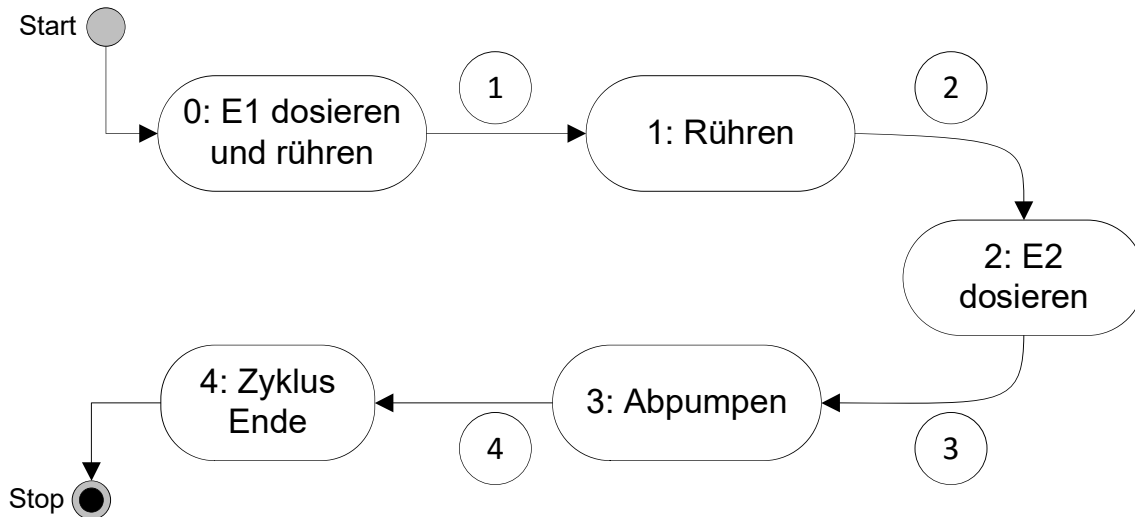 Start
0: E1 dosieren
und rühren
1
1: Rühren
2
2: E2
dosieren
3
3: Abpumpen
4
4: Zyklus
Ende
Stop